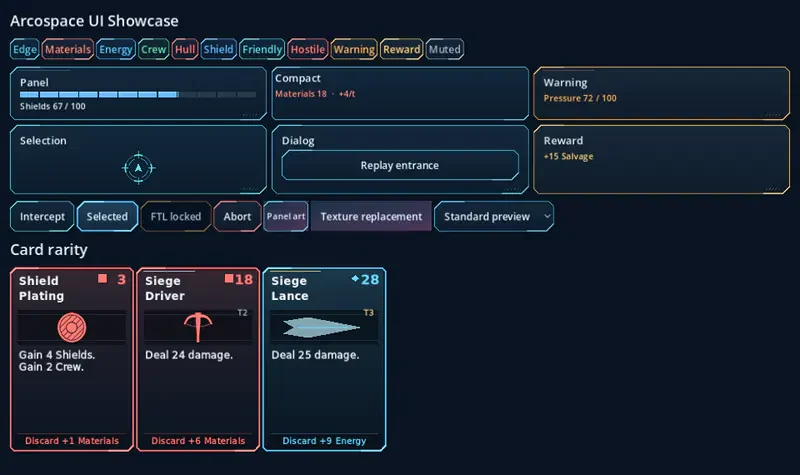 Arcospace UI Showcase
Edge Materials Energy Crew Hull Shield Friendly Hostile Warning Reward Muted
Panel
Shields 67 / 100
Compact
Materials 18 · +4/t
Warning
Pressure 72 / 100
Selection
Dialog
Replay entrance
Reward
+15 Salvage
Intercept Selected FTL locked Abort Panel art Texture replacement Standard preview
Card rarity
Shield 3
Plating
Gain 4 Shields.
Gain 2 Crew.
Discard +1 Materials
Siege 18
Driver
T2
Deal 24 damage.
Discard +6 Materials
Siege 28
Lance
T3
Deal 25 damage.
Discard +9 Energy